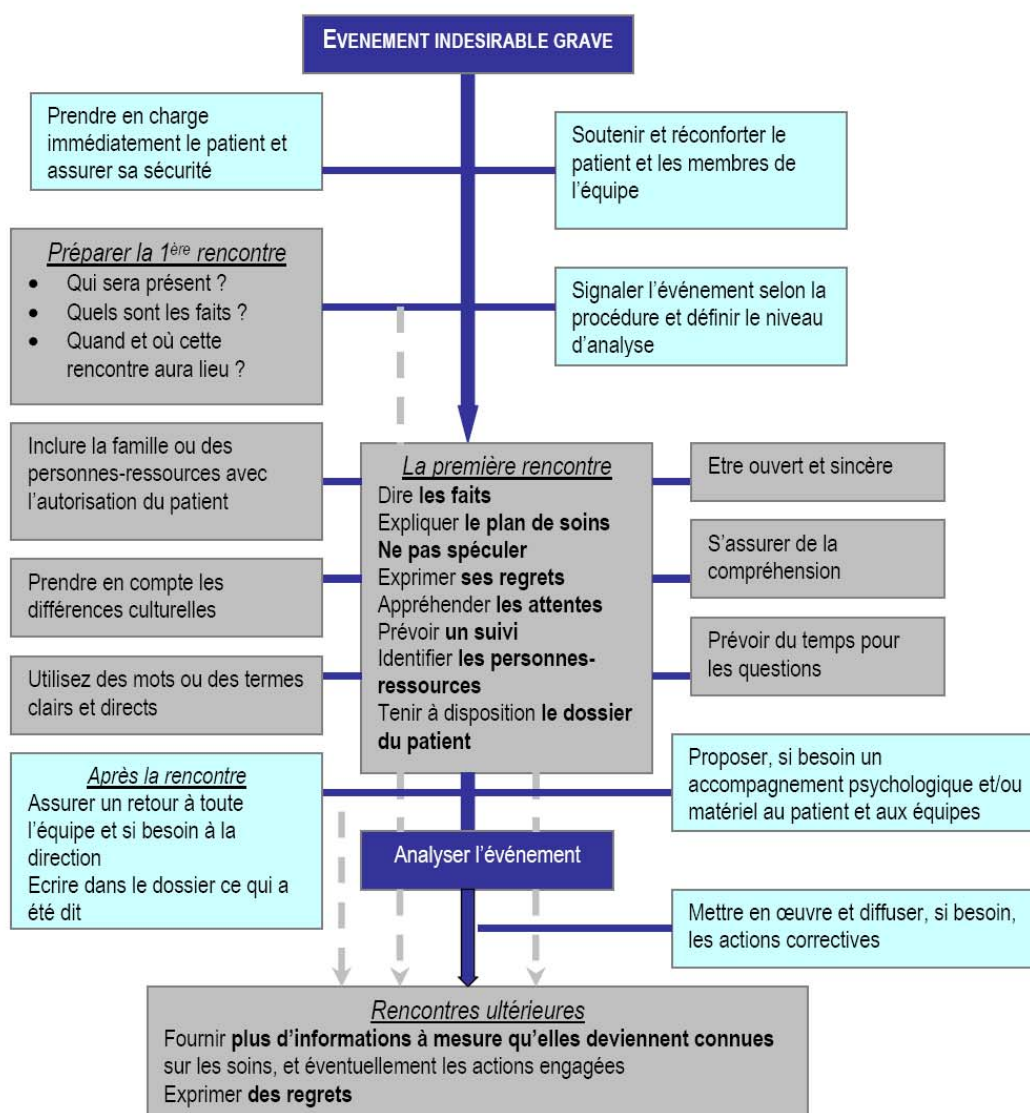 EVENEMENT INDESIRABLE GRAVE
Prendre en charge
immédiatement le patient et
assurer sa sécurité
Soutenir et réconforter le
patient et les membres de
l’équipe
Préparer la 1ère rencontre
• Qui sera présent ?
• Quels sont les faits ?
• Quand et où cette
rencontre aura lieu ?
Signaler l’événement selon la
procédure et définir le niveau
d’analyse
Inclure la famille ou des
personnes-ressources avec
l’autorisation du patient
Prendre en compte les
différences culturelles
Utilisez des mots ou des termes
clairs et directs
La première rencontre
Dire les faits
Expliquer le plan de soins
Ne pas spéculer
Exprimer ses regrets
Appréhender les attentes
Prévoir un suivi
Identifier les personnes-
ressources
Tenir à disposition le dossier
du patient
Etre ouvert et sincère
S’assurer de la
compréhension
Prévoir du temps pour
les questions
Après la rencontre
Assurer un retour à toute
l’équipe et si besoin à la
direction
Ecrire dans le dossier ce qui a
été dit
Proposer, si besoin un
accompagnement psychologique et/ou
matériel au patient et aux équipes
Analyser l’événement
Mettre en œuvre et diffuser, si besoin,
les actions correctives
Rencontres ultérieures
Fournir plus d’informations à mesure qu’elles deviennent connues
sur les soins, et éventuellement les actions engagées
Exprimer des regrets